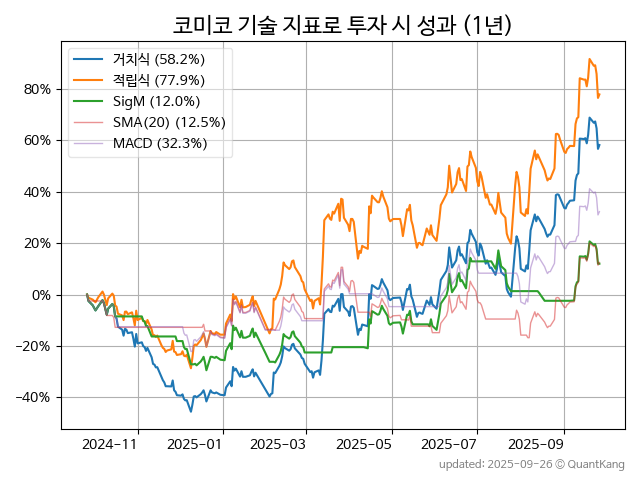 코미코 기술 지표로 투자 시 성과 (1년)
거치식 (58.2%)
적립식 (77.9%)
SigM (12.0%)
SMA(20) (12.5%)
MACD (32.3%)
80%
60%
40%
20%
0%
−20%
−40%
2024-11
2025-01
2025-03
2025-05
2025-07
2025-09
updated: 2025-09-26 © QuantKang